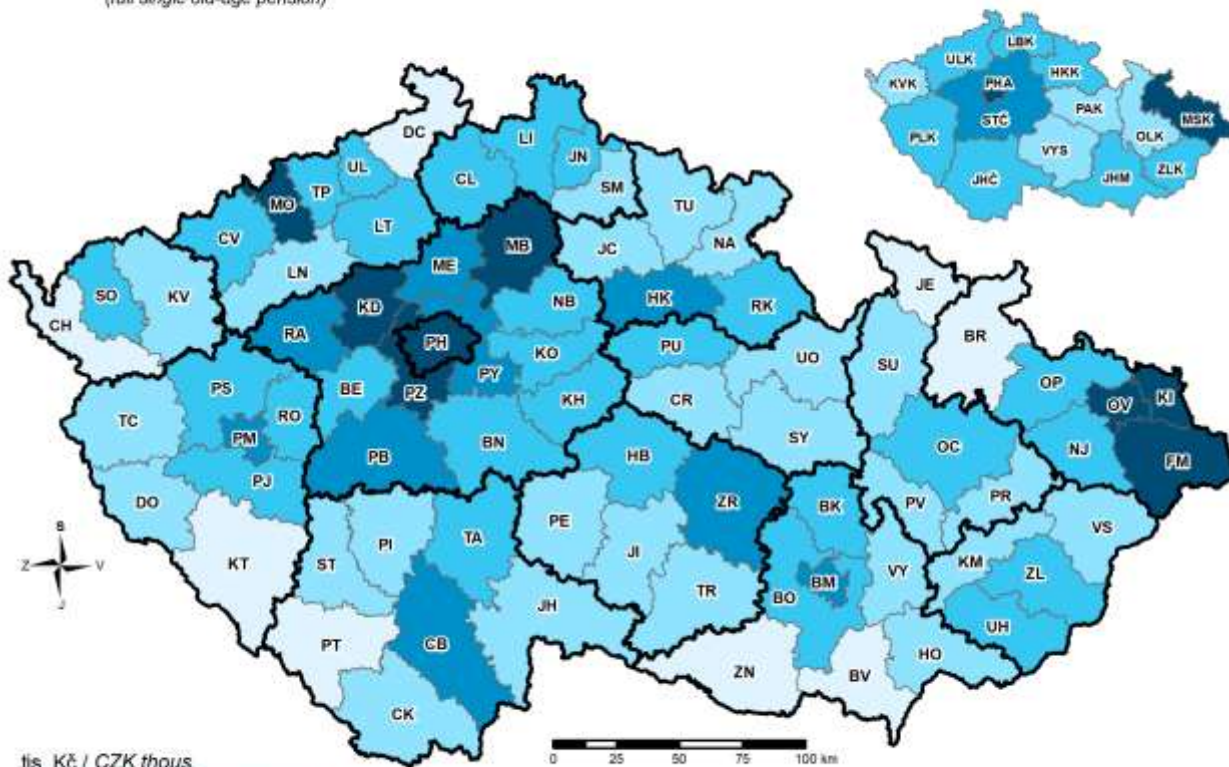 (full single old-age pension)
LBK
ULK
HKK
KVK
PHA
PAK
STČ
MSK
PLK
OLK
VYS
ZLK
JHČ
JHM
DC
LI
UL
JN
CL
TP
SM
MO
TU
LT
CV
MB
NA
JC
ME
LN
SO
KV
JE
NB
HK
KD
RK
CH
RA
BR
PH
PU
UO
KO
SU
PY
OP
PS
BE
PZ
KI
OV
CR
KH
RO
TC
SY
PM
BN
OC
NJ
HB
PB
FM
PJ
ZR
PR
DO
PV
BK
VS
PE
TA
PI
S
KM
ST
KT
JI
Z
V
VY
ZL
BM
TR
BO
J
JH
UH
PT
CB
HO
ZN
BV
CK
tis. Kč / CZK thous
0 25 50 75 100 km